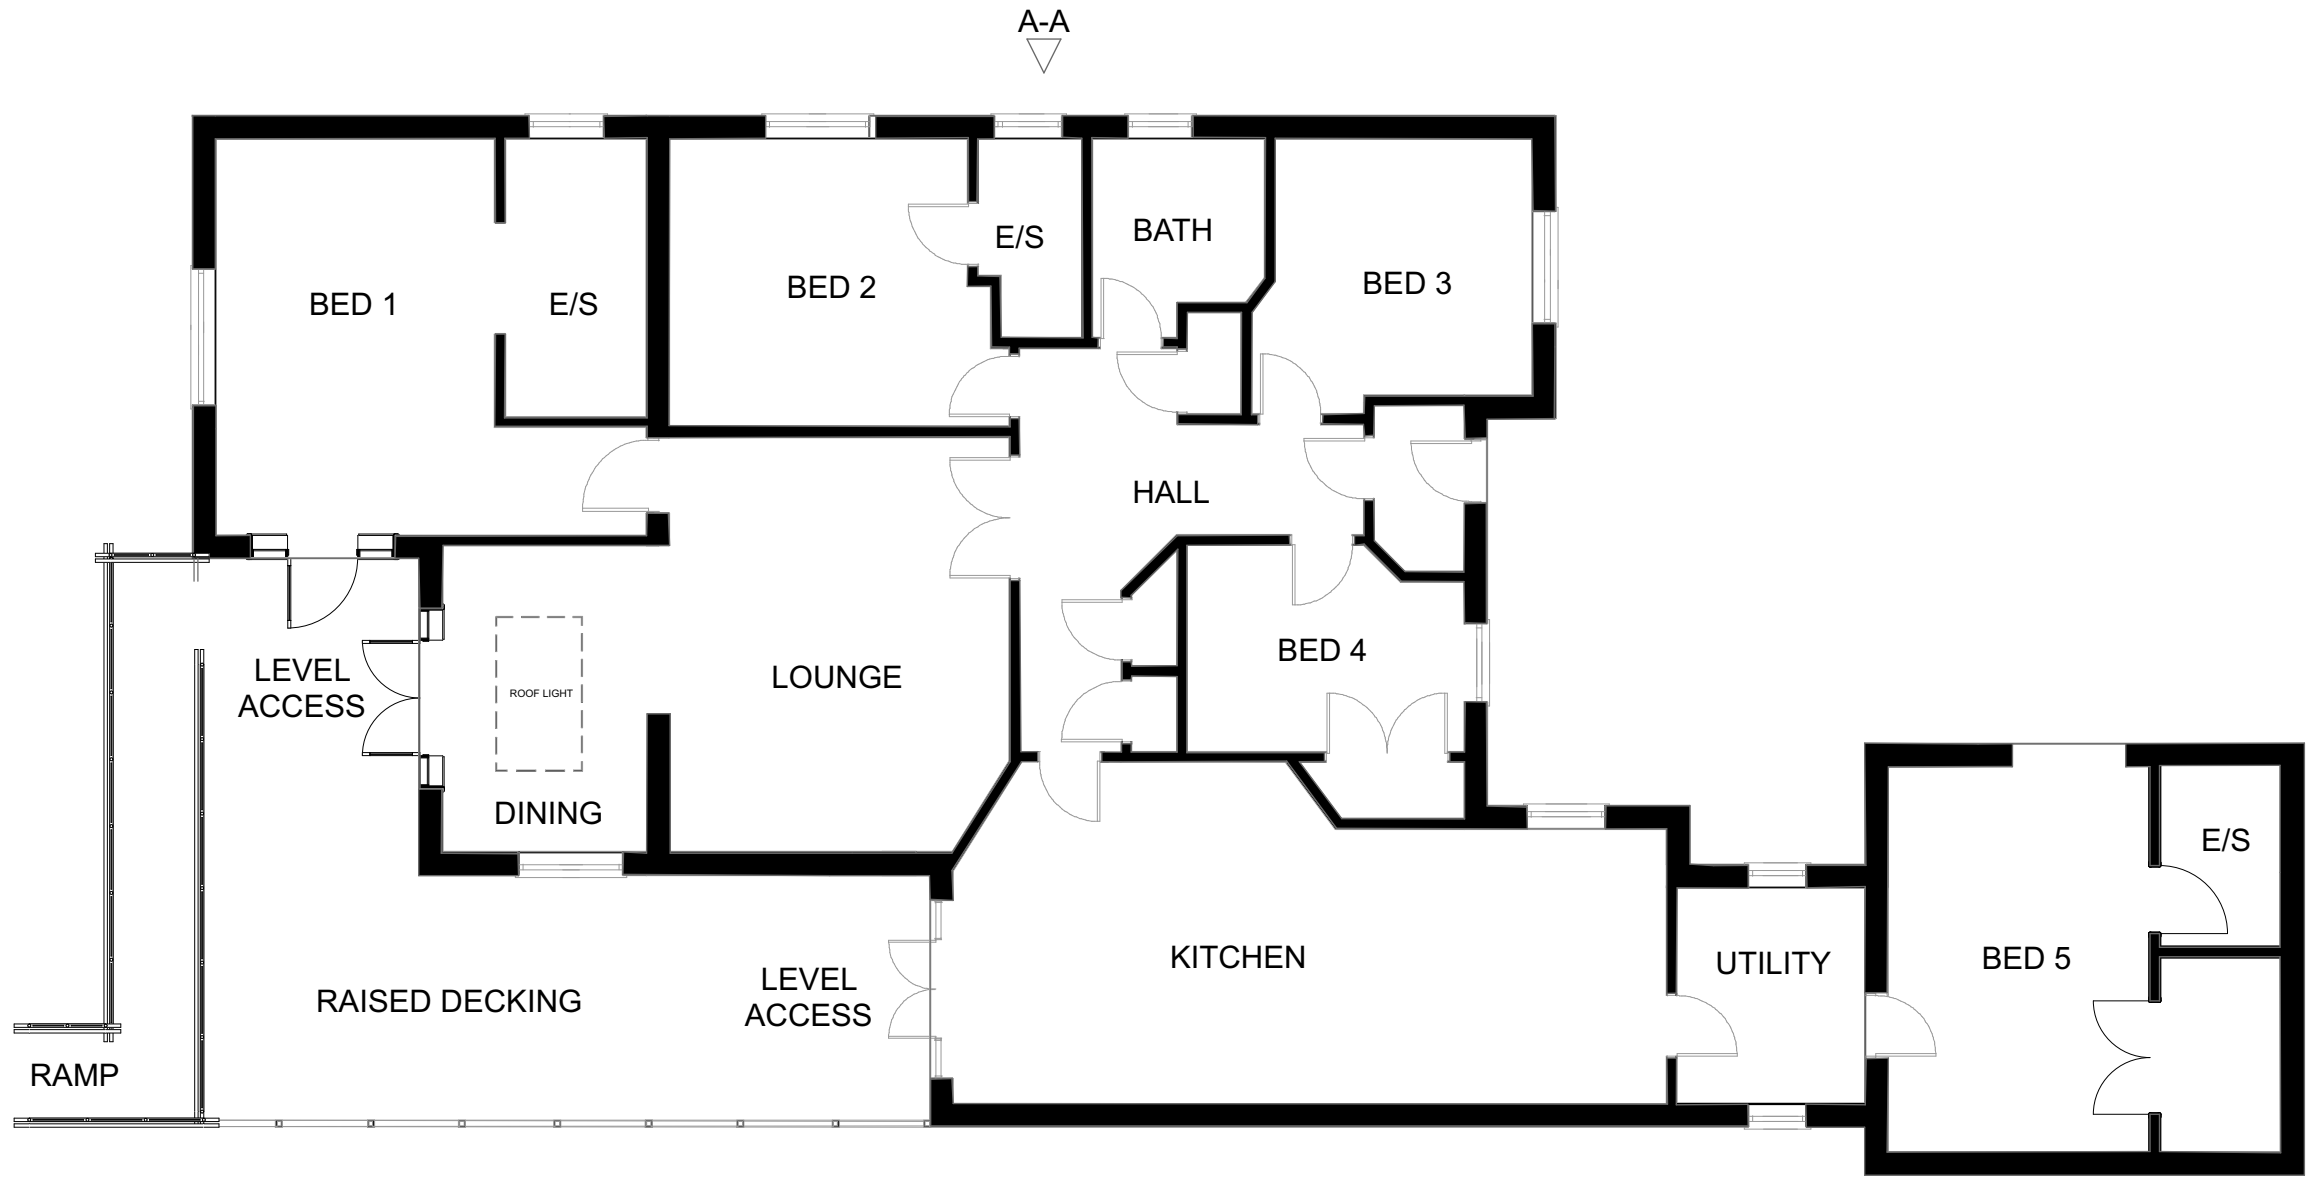 A-A
BATH
E/S
BED 3
BED 2
BED 1
E/S
HALL
BED 4
LEVEL
ACCESS
LOUNGE
ROOF LIGHT
DINING
E/S
KITCHEN
UTILITY
BED 5
LEVEL
ACCESS
RAISED DECKING
RAMP